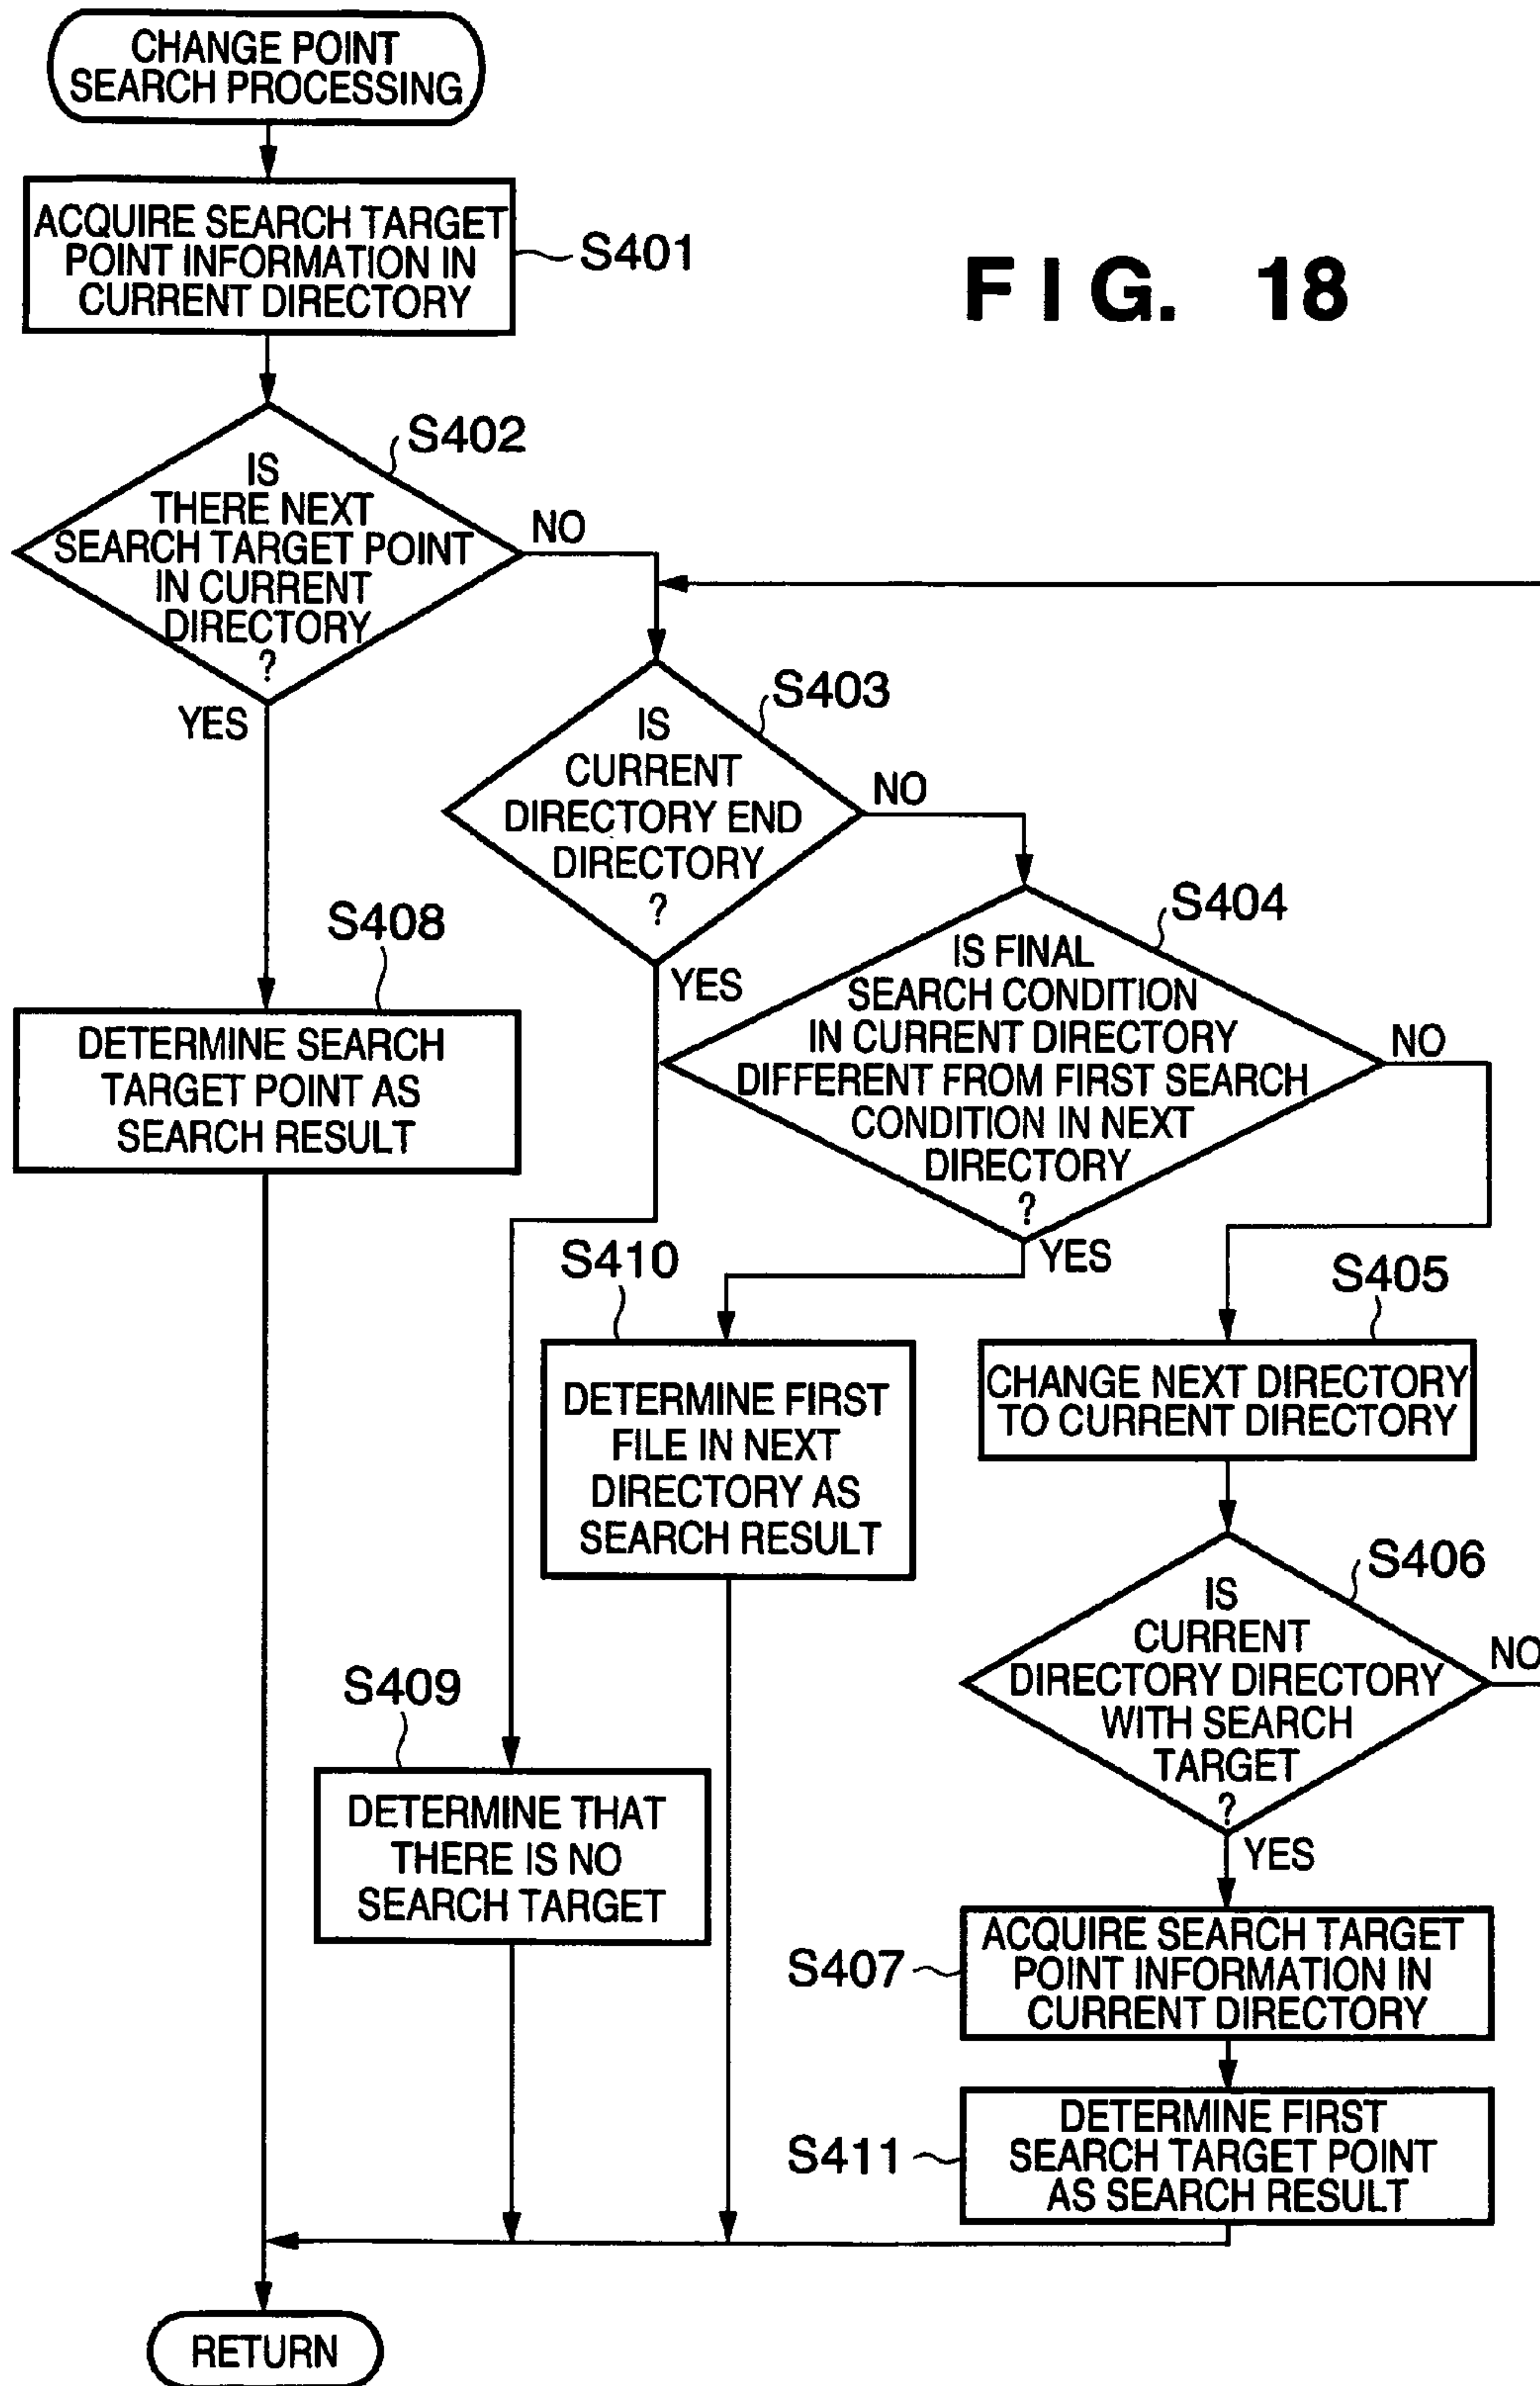 CHANGE POINT
SEARCH PROCESSING
ACQUIRE SEARCH TARGET
POINT INFORMATION IN
CURRENT DIRECTORY
S401
FIG. 18
S402
IS
THERE NEXT
SEARCH TARGET POINT
IN CURRENT
DIRECTORY
?
NO
YES
S403
IS
CURRENT
DIRECTORY END
DIRECTORY
?
NO
YES
S404
IS FINAL
SEARCH CONDITION
IN CURRENT DIRECTORY
DIFFERENT FROM FIRST SEARCH
CONDITION IN NEXT
DIRECTORY
?
NO
YES
S408
DETERMINE SEARCH
TARGET POINT AS
SEARCH RESULT
S410
DETERMINE FIRST
FILE IN NEXT
DIRECTORY AS
SEARCH RESULT
S405
CHANGE NEXT DIRECTORY
TO CURRENT DIRECTORY
S406
IS
CURRENT
DIRECTORY DIRECTORY
WITH SEARCH
TARGET
?
NO
YES
S409
DETERMINE THAT
THERE IS NO
SEARCH TARGET
S407
ACQUIRE SEARCH TARGET
POINT INFORMATION IN
CURRENT DIRECTORY
S411
DETERMINE FIRST
SEARCH TARGET POINT
AS SEARCH RESULT
RETURN